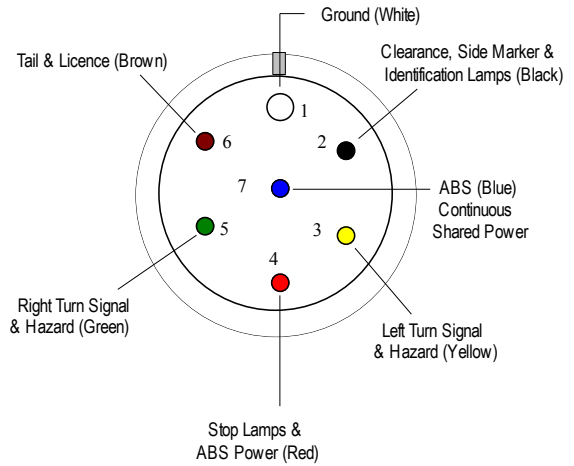 Ground (White)
Clearance, Side Marker &
Identification Lamps (Black)
Tail & Licence (Brown)
1
6
2
7
ABS (Blue)
Continuous
Shared Power
5
3
4
Right Turn Signal
& Hazard (Green)
Left Turn Signal
& Hazard (Yellow)
Stop Lamps &
ABS Power (Red)